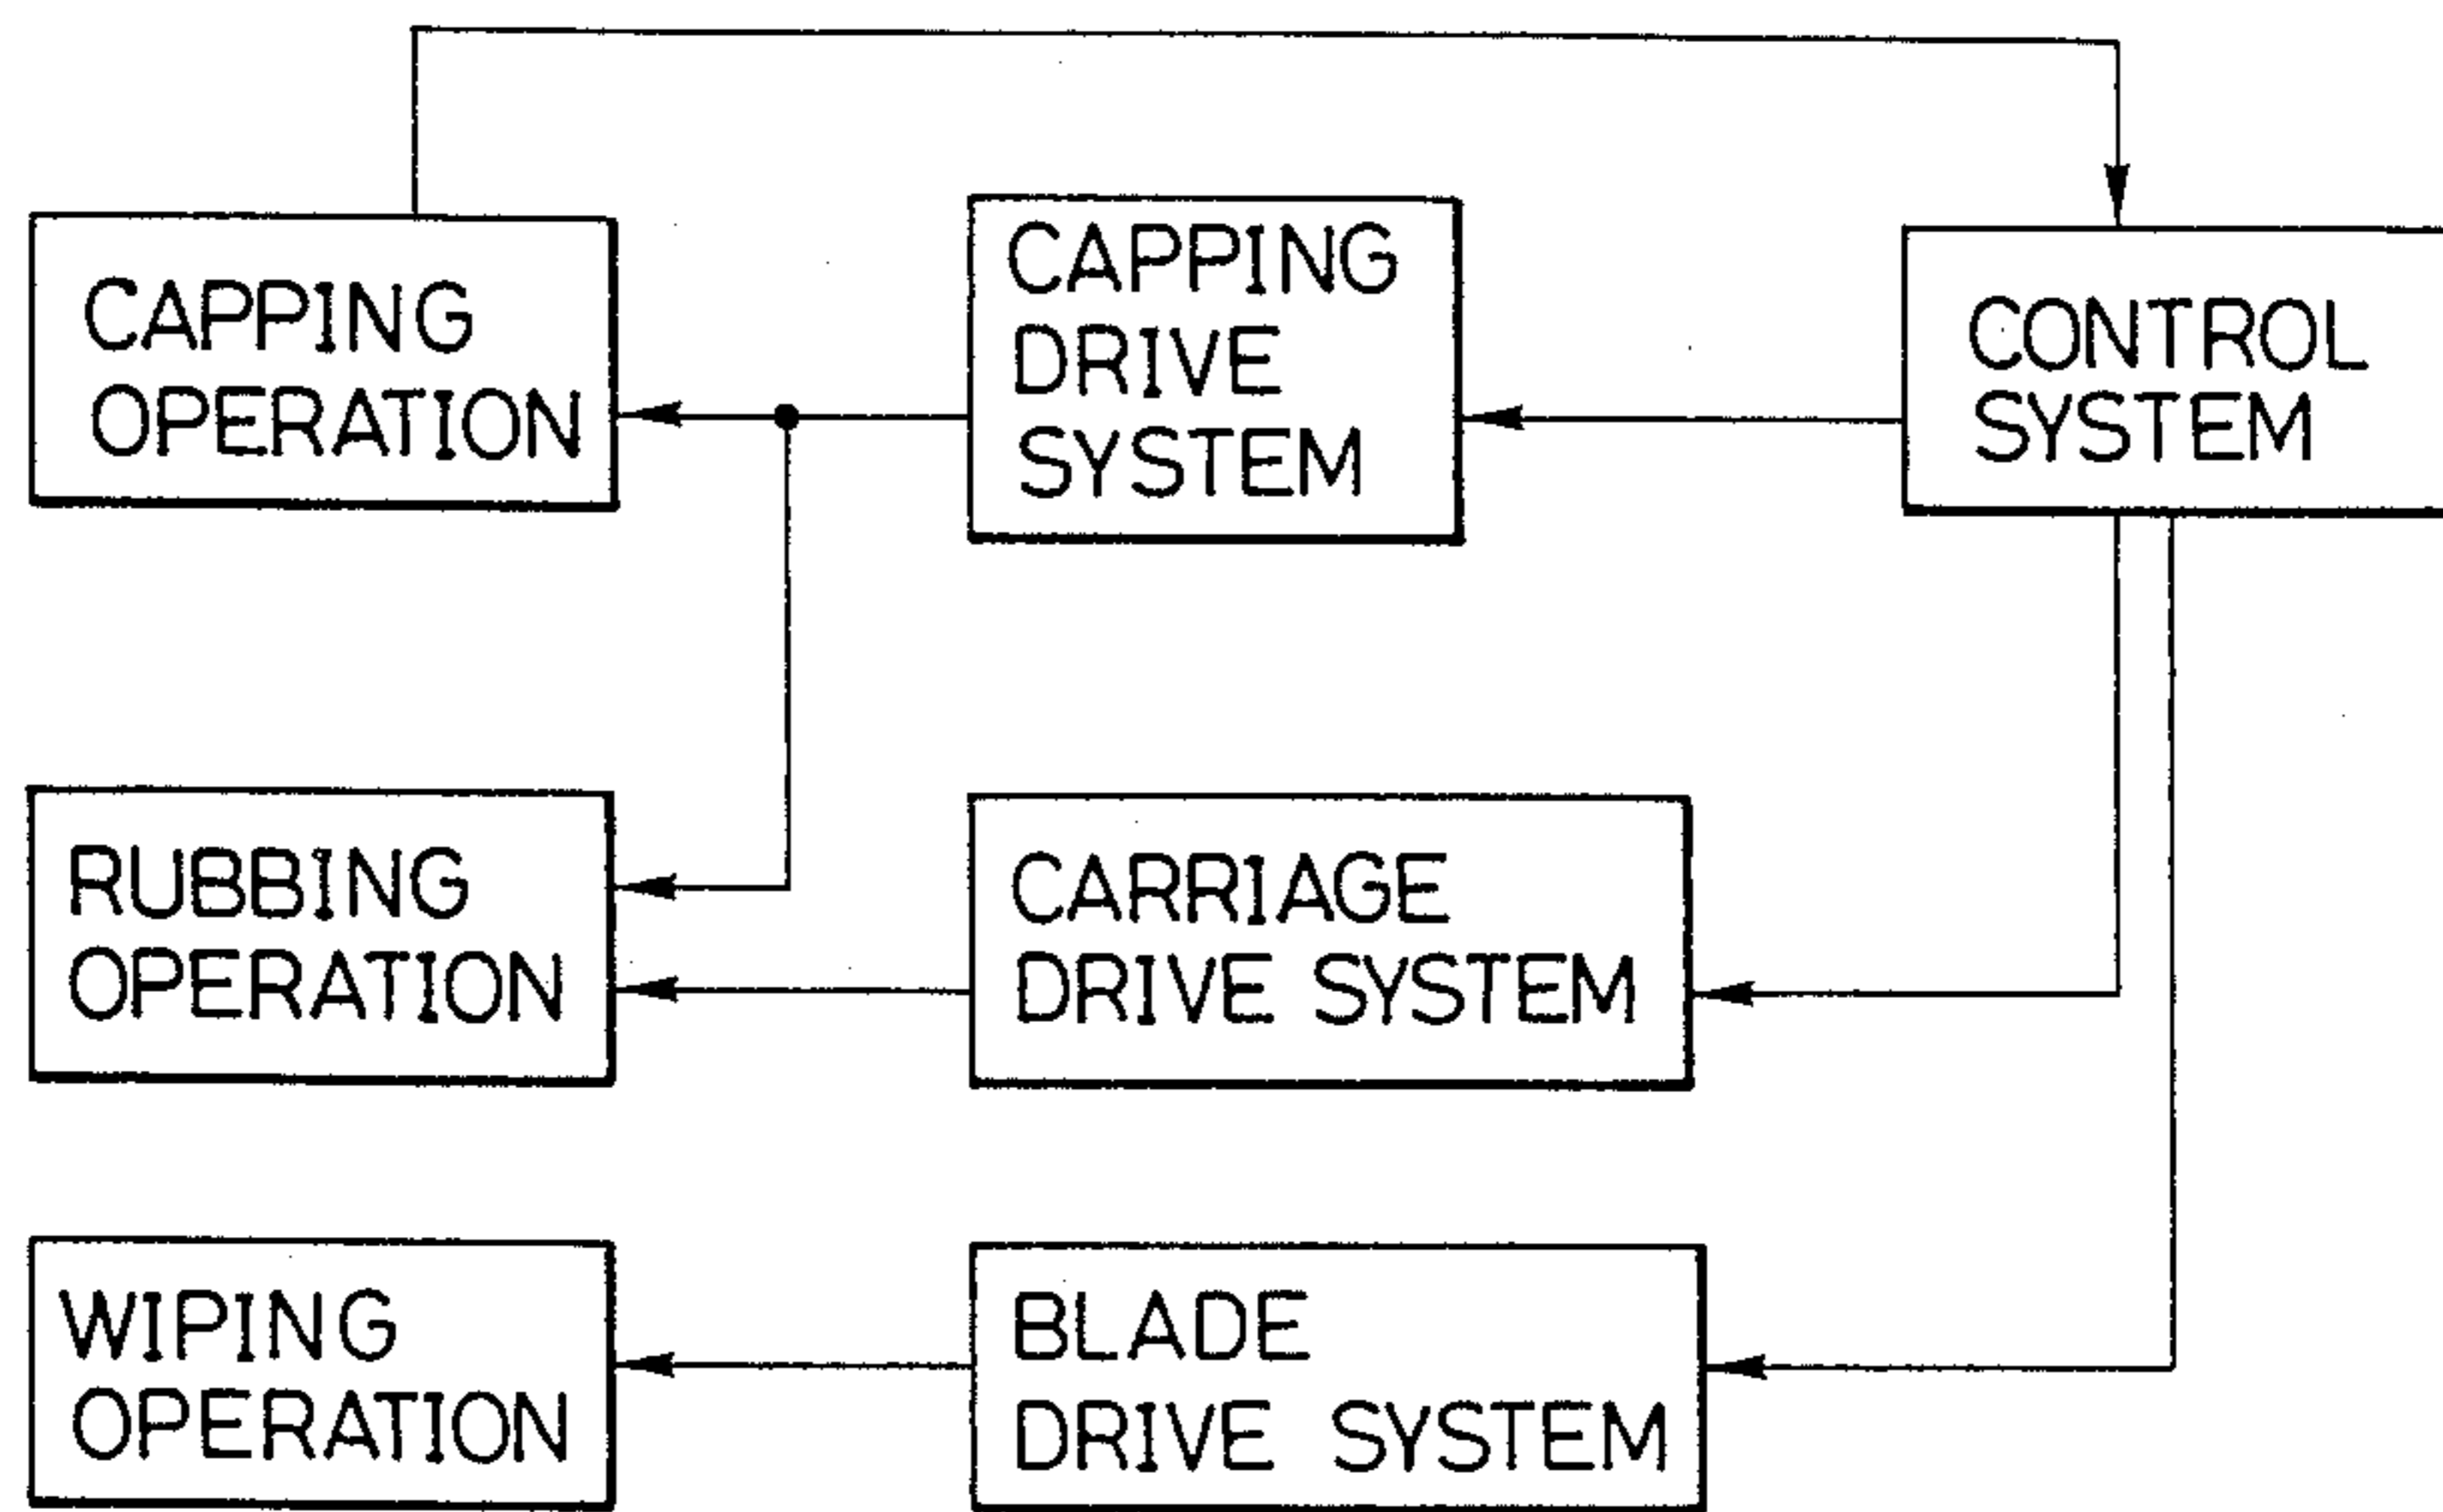 CAPPING
OPERATION
CAPPING
DRIVE
SYSTEM
CONTROL
SYSTEM
RUBBING
OPERATION
CARRIAGE
DRIVE SYSTEM
WIPING
OPERATION
BLADE
DRIVE SYSTEM